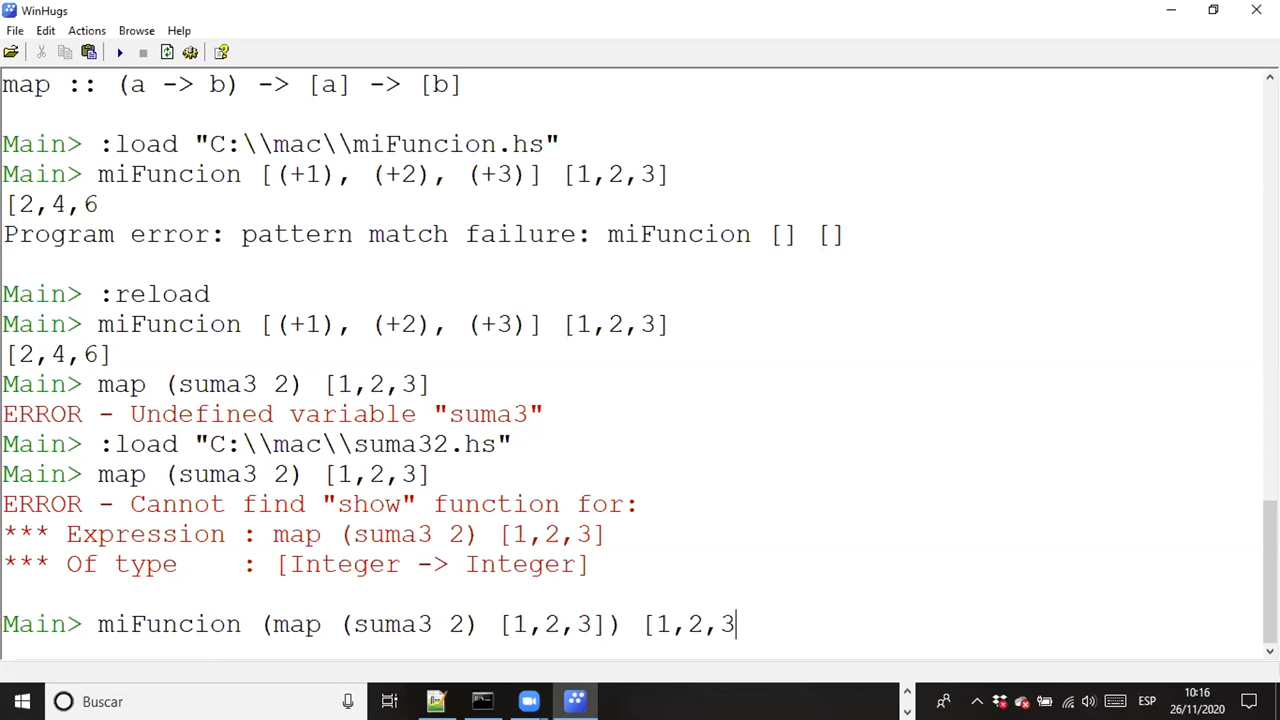 WinHugs
File Edit Actions Browse Help
map :: (a -> b) -> [a] -> [b]
Main> :load "C:\\mac\\miFuncion.hs"
Main> miFuncion [(+1), (+2), (+3)] [1,2,3]
[2,4,6
Program error: pattern match failure: miFuncion [] []
Main> :reload
Main> miFuncion [(+1), (+2), (+3)] [1,2,3]
[2,4,6]
Main> map (suma3 2) [1,2,3]
ERROR - Undefined variable "suma3"
Main> :load "C:\\mac\\suma32.hs"
Main> map (suma3 2) [1,2,3]
ERROR - Cannot find "show" function for:
*** Expression : map (suma3 2) [1,2,3]
*** Of type    : [Integer -> Integer]
Main> miFuncion (map (suma3 2) [1,2,3]) [1,2,3
Buscar
ESP
10:16
26/11/2020